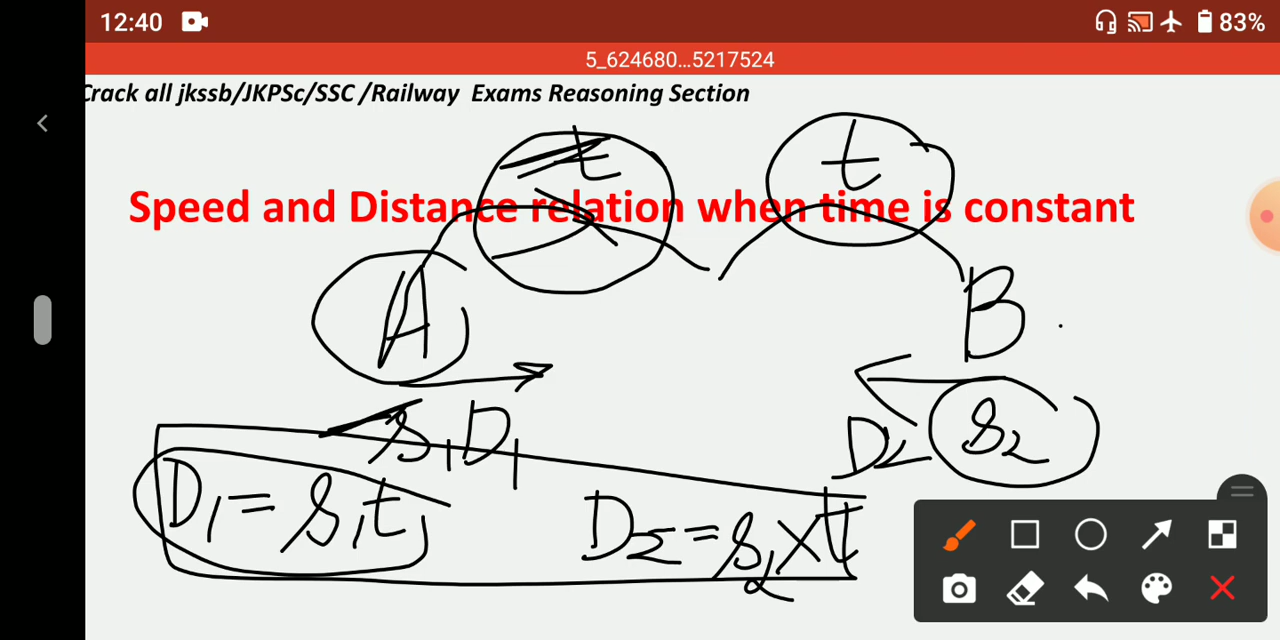 12:40 83%
5_624680...5217524
Crack all jkssb/JKPSc/SSC /Railway Exams Reasoning Section
t t
Speed and Distance relation when time is constant
A B
S1 D1 D2 S2
D1 = S1t D2 = S2 × t